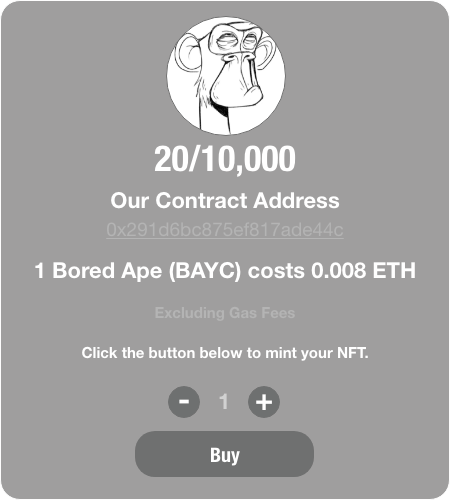 20/10,000
Our Contract Address
0x291d6bc875ef817ade44c
1 Bored Ape (BAYC) costs 0.008 ETH
Excluding Gas Fees
Click the button below to mint your NFT.
- 1 +
Buy